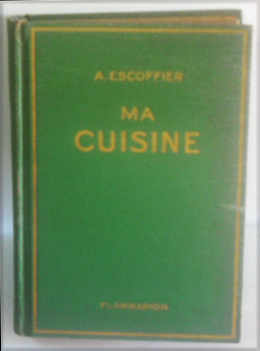 A. ESCOFFIER
MA
CUISINE
FLAMMARION